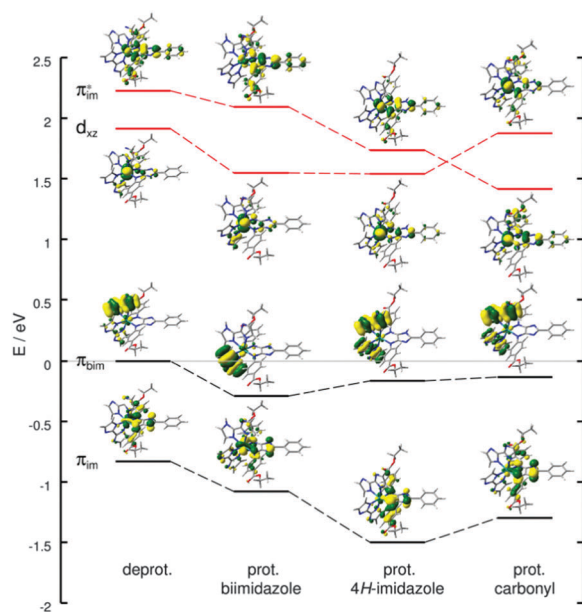 2.5
π*im
2
dxz
1.5
1
E / eV
0.5
πbim
0
-0.5
πim
-1
-1.5
-2
deprot.
prot.
biimidazole
prot.
4H-imidazole
prot.
carbonyl